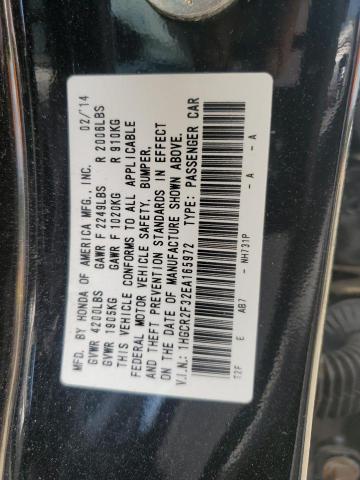 MFD. BY HONDA OF AMERICA MFG., INC. 02/'14
GVWR 4200LBS GAWR F 2249LBS R 2006LBS
GVWR 1905KG GAWR F 1020KG R 910KG
THIS VEHICLE CONFORMS TO ALL APPLICABLE
FEDERAL MOTOR VEHICLE SAFETY, BUMPER,
AND THEFT PREVENTION STANDARDS IN EFFECT
ON THE DATE OF MANUFACTURE SHOWN ABOVE.
V.I.N.: 1HGCR2F32EA165972 TYPE: PASSENGER CAR
T2F E AB7 - NH731P - A - A